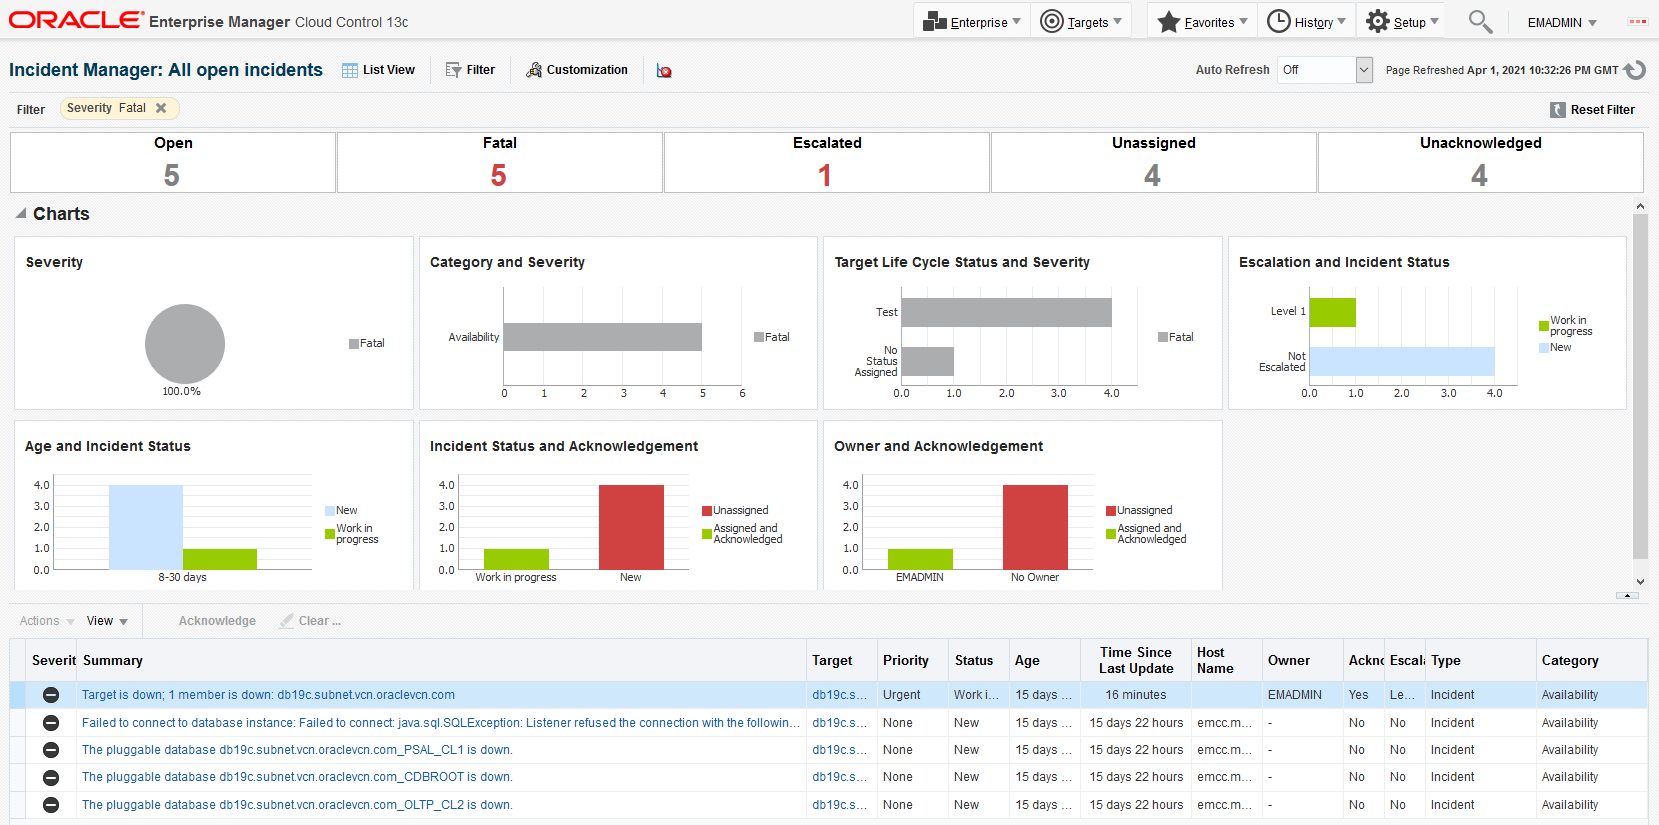 ORACLE Enterprise Manager Cloud Control 13c
Enterprise Targets Favorites History Setup EMADMIN
Incident Manager: All open incidents List View Filter Customization Auto Refresh Off Page Refreshed Apr 1, 2021 10:32:26 PM GMT
Filter Severity Fatal Reset Filter
Open Fatal Escalated Unassigned Unacknowledged
5 5 1 4 4
Charts
Severity
Fatal
100.0%
Category and Severity
Availability
Fatal
0 1 2 3 4 5 6
Target Life Cycle Status and Severity
Test
No
Status
Assigned
Fatal
0.0 1.0 2.0 3.0 4.0
Escalation and Incident Status
Level 1
Not
Escalated
Work in
progress
New
0.0 1.0 2.0 3.0 4.0
Age and Incident Status
4.0
3.0
2.0
1.0
0.0
8-30 days
New
Work in
progress
Incident Status and Acknowledgement
4.0
3.0
2.0
1.0
0.0
Work in progress New
Unassigned
Assigned and
Acknowledged
Owner and Acknowledgement
4.0
3.0
2.0
1.0
0.0
EMADMIN No Owner
Unassigned
Assigned and
Acknowledged
Actions View Acknowledge Clear ...
Severit Summary Target Priority Status Age Time Since Last Update Host Name Owner Ackno Escala Type Category
Target is down; 1 member is down: db19c.subnet.vcn.oraclevcn.com db19c.s... Urgent Work i... 15 days ... 16 minutes EMADMIN Yes Le... Incident Availability
Failed to connect to database instance: Failed to connect: java.sql.SQLException: Listener refused the connection with the followin... db19c.s... None New 15 days ... 15 days 22 hours emcc.m... - No No Incident Availability
The pluggable database db19c.subnet.vcn.oraclevcn.com_PSAL_CL1 is down. db19c.s... None New 15 days ... 15 days 22 hours emcc.m... - No No Incident Availability
The pluggable database db19c.subnet.vcn.oraclevcn.com_CDBROOT is down. db19c.s... None New 15 days ... 15 days 22 hours emcc.m... - No No Incident Availability
The pluggable database db19c.subnet.vcn.oraclevcn.com_OLTP_CL2 is down. db19c.s... None New 15 days ... 15 days 22 hours emcc.m... - No No Incident Availability